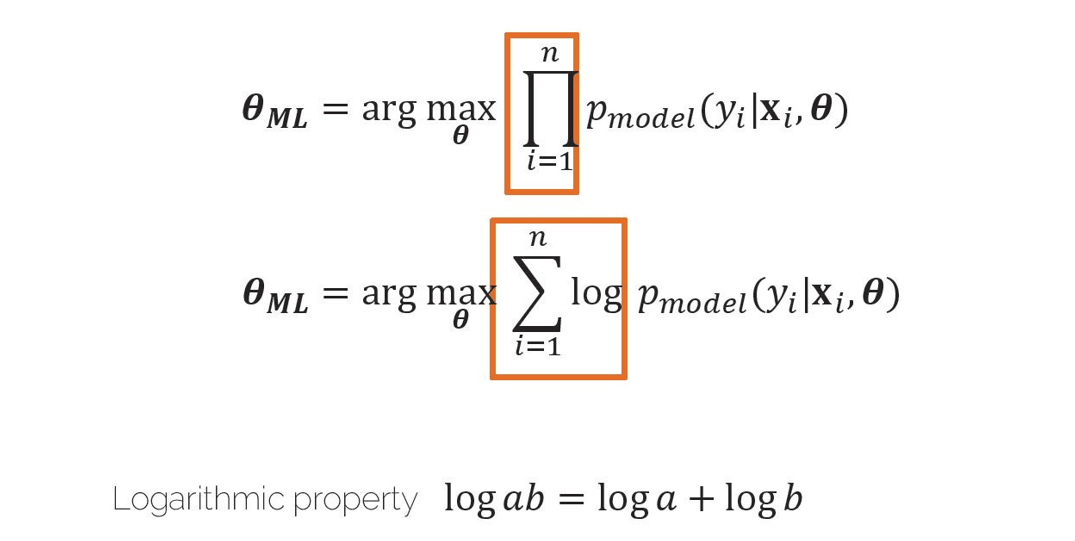 𝜽_𝑴𝑳 = arg max_𝜽 ∏_{i=1}^{n} p_model(y_i|𝐱_i, 𝜽)
𝜽_𝑴𝑳 = arg max_𝜽 ∑_{i=1}^{n} log p_model(y_i|𝐱_i, 𝜽)
Logarithmic property log ab = log a + log b